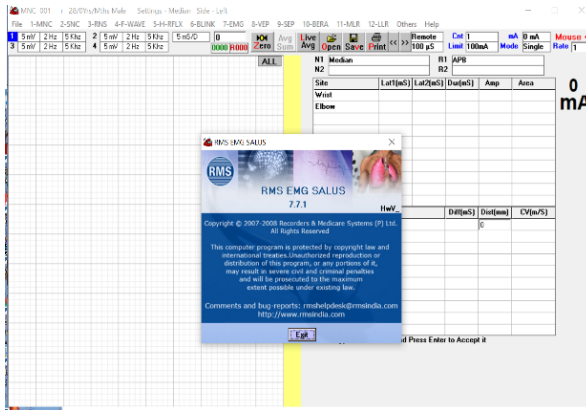 MNC 001 28/0Yrs/Mths Male Settings - Median Side - Left
File 1-MNC 2-SNC 3-RNS 4-F-WAVE 5-H-RFLX 6-BLINK 7-EMG 8-VEP 9-SEP 10-BERA 11-MLR 12-LLR Others Help
1 5 mV 2 Hz 5 Khz 2 5 mV 2 Hz 5 Khz 5 mS/D 0 Zero Avg Sum Live Avg Open Save Print << >> Remote Cnt 1 mA 0 mA Mouse
3 5 mV 2 Hz 5 Khz 4 5 mV 2 Hz 5 Khz 0000 R000 100 µS Limit 100mA Mode Single Rate 1
ALL
N1 Median R1 APB
N2 R2
Site Lat1(mS) Lat2(mS) Dur(mS) Amp Area
Wrist
Elbow
0
mA
RMS EMG SALUS
RMS
RMS EMG SALUS
7.7.1
HwV_
Copyright © 2007-2008 Recorders & Medicare Systems (P) Ltd.
All Rights Reserved
This computer program is protected by copyright law and
international treaties.Unauthorized reproduction or
distribution of this program, or any portions of it,
may result in severe civil and criminal penalties
and will be prosecuted to the maximum
extent possible under existing law.
Comments and bug-reports: rmshelpdesk@rmsindia.com
http://www.rmsindia.com
Exit
Diff(mS) Dist(mm) CV(m/S)
0
d Press Enter to Accept it